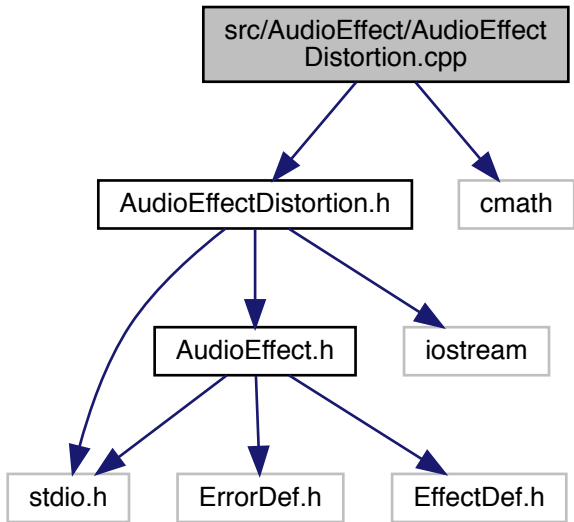 src/AudioEffect/AudioEffect
Distortion.cpp
AudioEffectDistortion.h
cmath
AudioEffect.h
iostream
stdio.h
ErrorDef.h
EffectDef.h